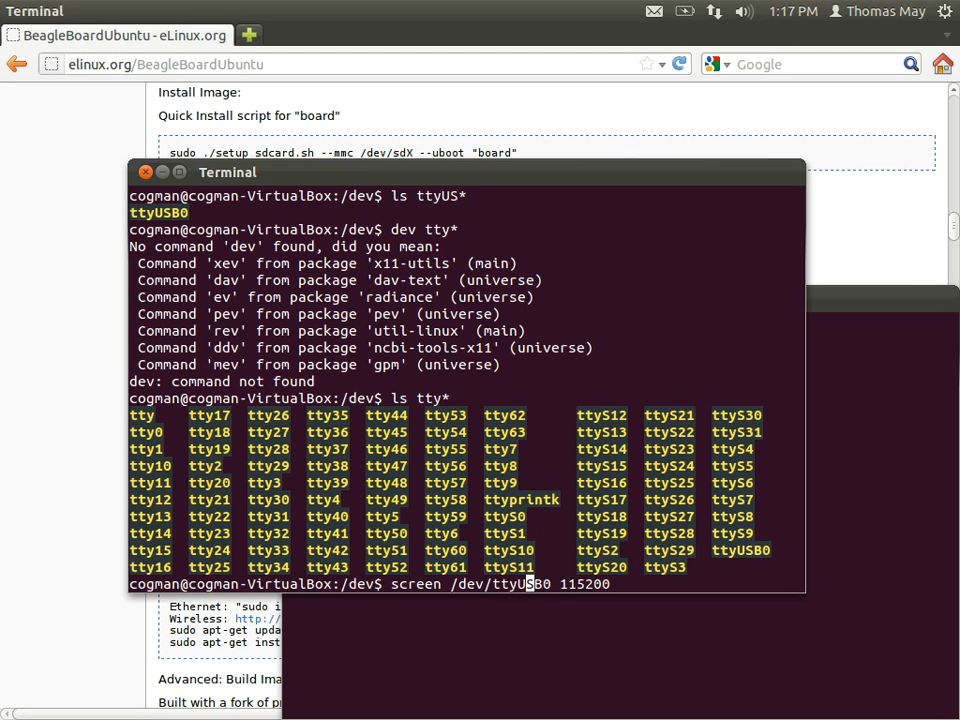 Terminal
1:17 PM Thomas May
BeagleBoardUbuntu - eLinux.org
elinux.org/BeagleBoardUbuntu
Google
Install Image:
Quick Install script for "board"
sudo ./setup_sdcard.sh --mmc /dev/sdX --uboot "board"
Terminal
cogman@cogman-VirtualBox:/dev$ ls ttyUS*
ttyUSB0
cogman@cogman-VirtualBox:/dev$ dev tty*
No command 'dev' found, did you mean:
Command 'xev' from package 'x11-utils' (main)
Command 'dav' from package 'dav-text' (universe)
Command 'ev' from package 'radiance' (universe)
Command 'pev' from package 'pev' (universe)
Command 'rev' from package 'util-linux' (main)
Command 'ddv' from package 'ncbi-tools-x11' (universe)
Command 'mev' from package 'gpm' (universe)
dev: command not found
cogman@cogman-VirtualBox:/dev$ ls tty*
tty tty17 tty26 tty35 tty44 tty53 tty62 ttyS12 ttyS21 ttyS30
tty0 tty18 tty27 tty36 tty45 tty54 tty63 ttyS13 ttyS22 ttyS31
tty1 tty19 tty28 tty37 tty46 tty55 tty7 ttyS14 ttyS23 ttyS4
tty10 tty2 tty29 tty38 tty47 tty56 tty8 ttyS15 ttyS24 ttyS5
tty11 tty20 tty3 tty39 tty48 tty57 tty9 ttyS16 ttyS25 ttyS6
tty12 tty21 tty30 tty4 tty49 tty58 ttyprintk ttyS17 ttyS26 ttyS7
tty13 tty22 tty31 tty40 tty5 tty59 ttyS0 ttyS18 ttyS27 ttyS8
tty14 tty23 tty32 tty41 tty50 tty6 ttyS1 ttyS19 ttyS28 ttyS9
tty15 tty24 tty33 tty42 tty51 tty60 ttyS10 ttyS2 ttyS29 ttyUSB0
tty16 tty25 tty34 tty43 tty52 tty61 ttyS11 ttyS20 ttyS3
cogman@cogman-VirtualBox:/dev$ screen /dev/ttyUSB0 115200
Ethernet: "sudo i
Wireless: http://
sudo apt-get upda
sudo apt-get inst
Advanced: Build Ima
Built with a fork of p